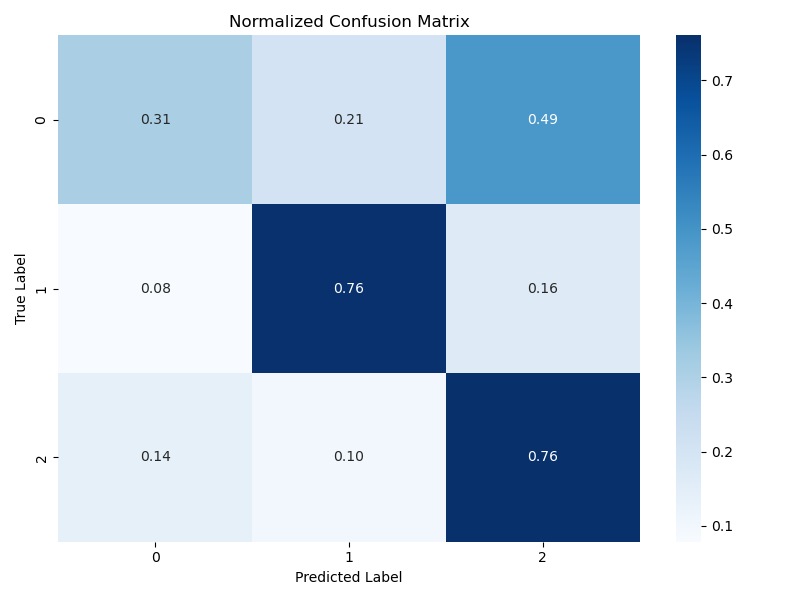 Normalized Confusion Matrix
0 0.31 0.21 0.49
1 0.08 0.76 0.16
2 0.14 0.10 0.76
0 1 2
True Label
Predicted Label
0.7
0.6
0.5
0.4
0.3
0.2
0.1